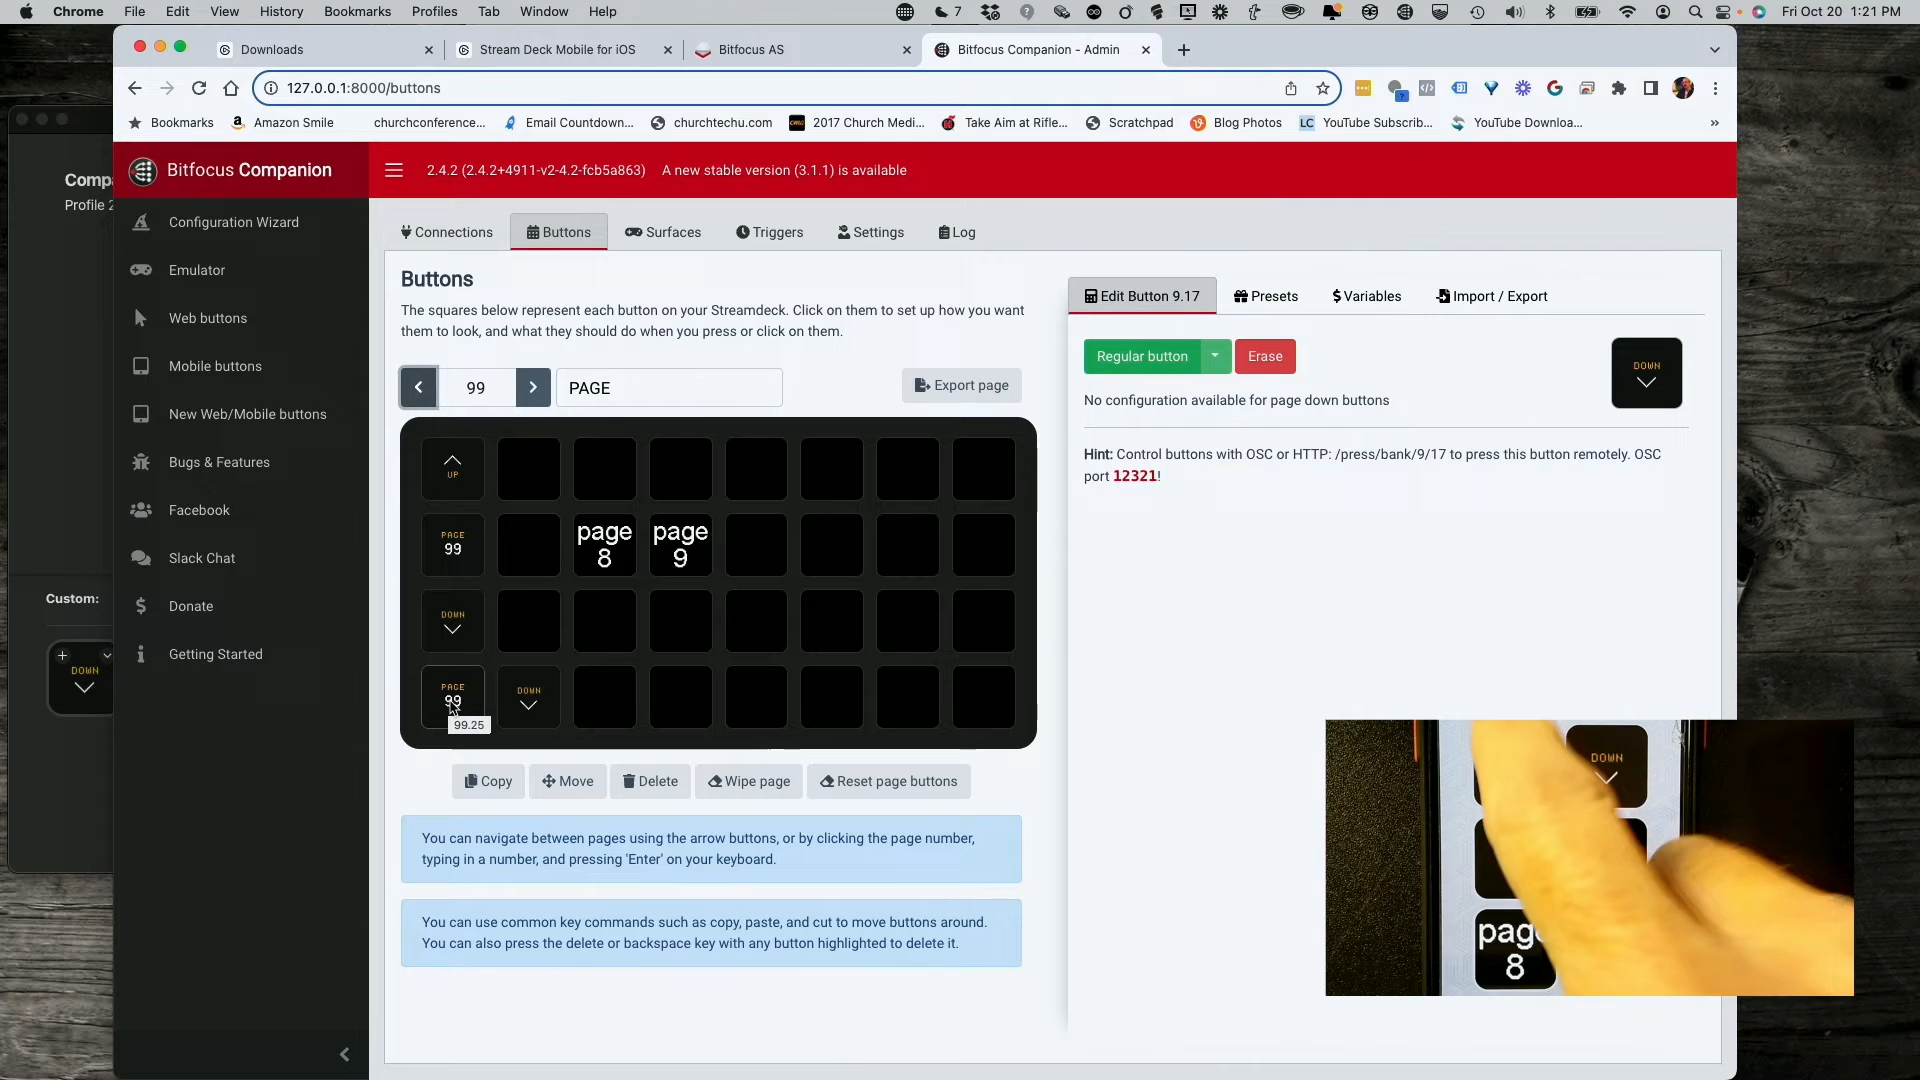 Chrome File Edit View History Bookmarks Profiles Tab Window Help 7 Fri Oct 20 1:21 PM
Downloads Stream Deck Mobile for iOS Bitfocus AS Bitfocus Companion - Admin
127.0.0.1:8000/buttons
Bookmarks Amazon Smile churchconference... Email Countdown... churchtechu.com 2017 Church Medi... Take Aim at Rifle... Scratchpad Blog Photos LC YouTube Subscrib... YouTube Downloa... »
Comp
Profile 2
Custom:
DOWN
Bitfocus Companion
2.4.2 (2.4.2+4911-v2-4.2-fcb5a863) A new stable version (3.1.1) is available
Configuration Wizard
Emulator
Web buttons
Mobile buttons
New Web/Mobile buttons
Bugs & Features
Facebook
Slack Chat
Donate
Getting Started
Connections Buttons Surfaces Triggers Settings Log
Buttons
The squares below represent each button on your Streamdeck. Click on them to set up how you want
them to look, and what they should do when you press or click on them.
99 PAGE Export page
UP
PAGE
99
page
8
page
9
DOWN
PAGE
99
DOWN
99.25
Copy Move Delete Wipe page Reset page buttons
You can navigate between pages using the arrow buttons, or by clicking the page number,
typing in a number, and pressing 'Enter' on your keyboard.
You can use common key commands such as copy, paste, and cut to move buttons around.
You can also press the delete or backspace key with any button highlighted to delete it.
Edit Button 9.17 Presets $ Variables Import / Export
Regular button Erase
DOWN
No configuration available for page down buttons
Hint: Control buttons with OSC or HTTP: /press/bank/9/17 to press this button remotely. OSC
port 12321!
DOWN
pag
8